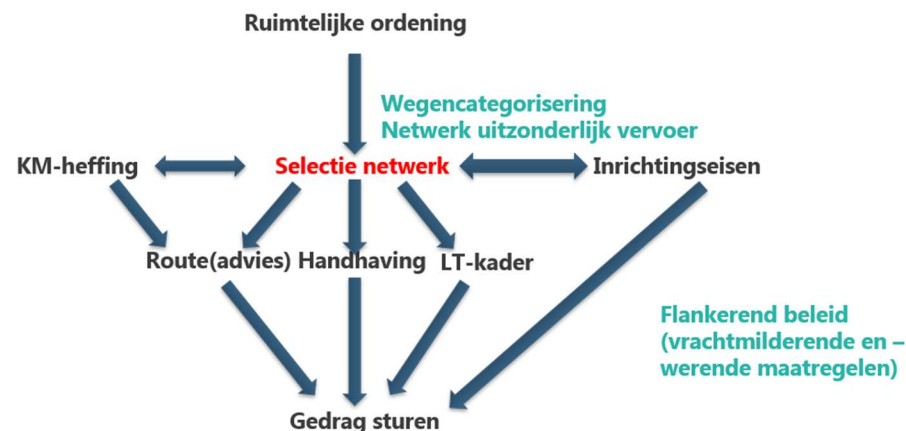 Ruimtelijke ordening
Wegencategorisering
Netwerk uitzonderlijk vervoer
KM-heffing
Selectie netwerk
Inrichtingseisen
Route(advies)
Handhaving
LT-kader
Flankerend beleid
(vrachtmilderende en –
werende maatregelen)
Gedrag sturen